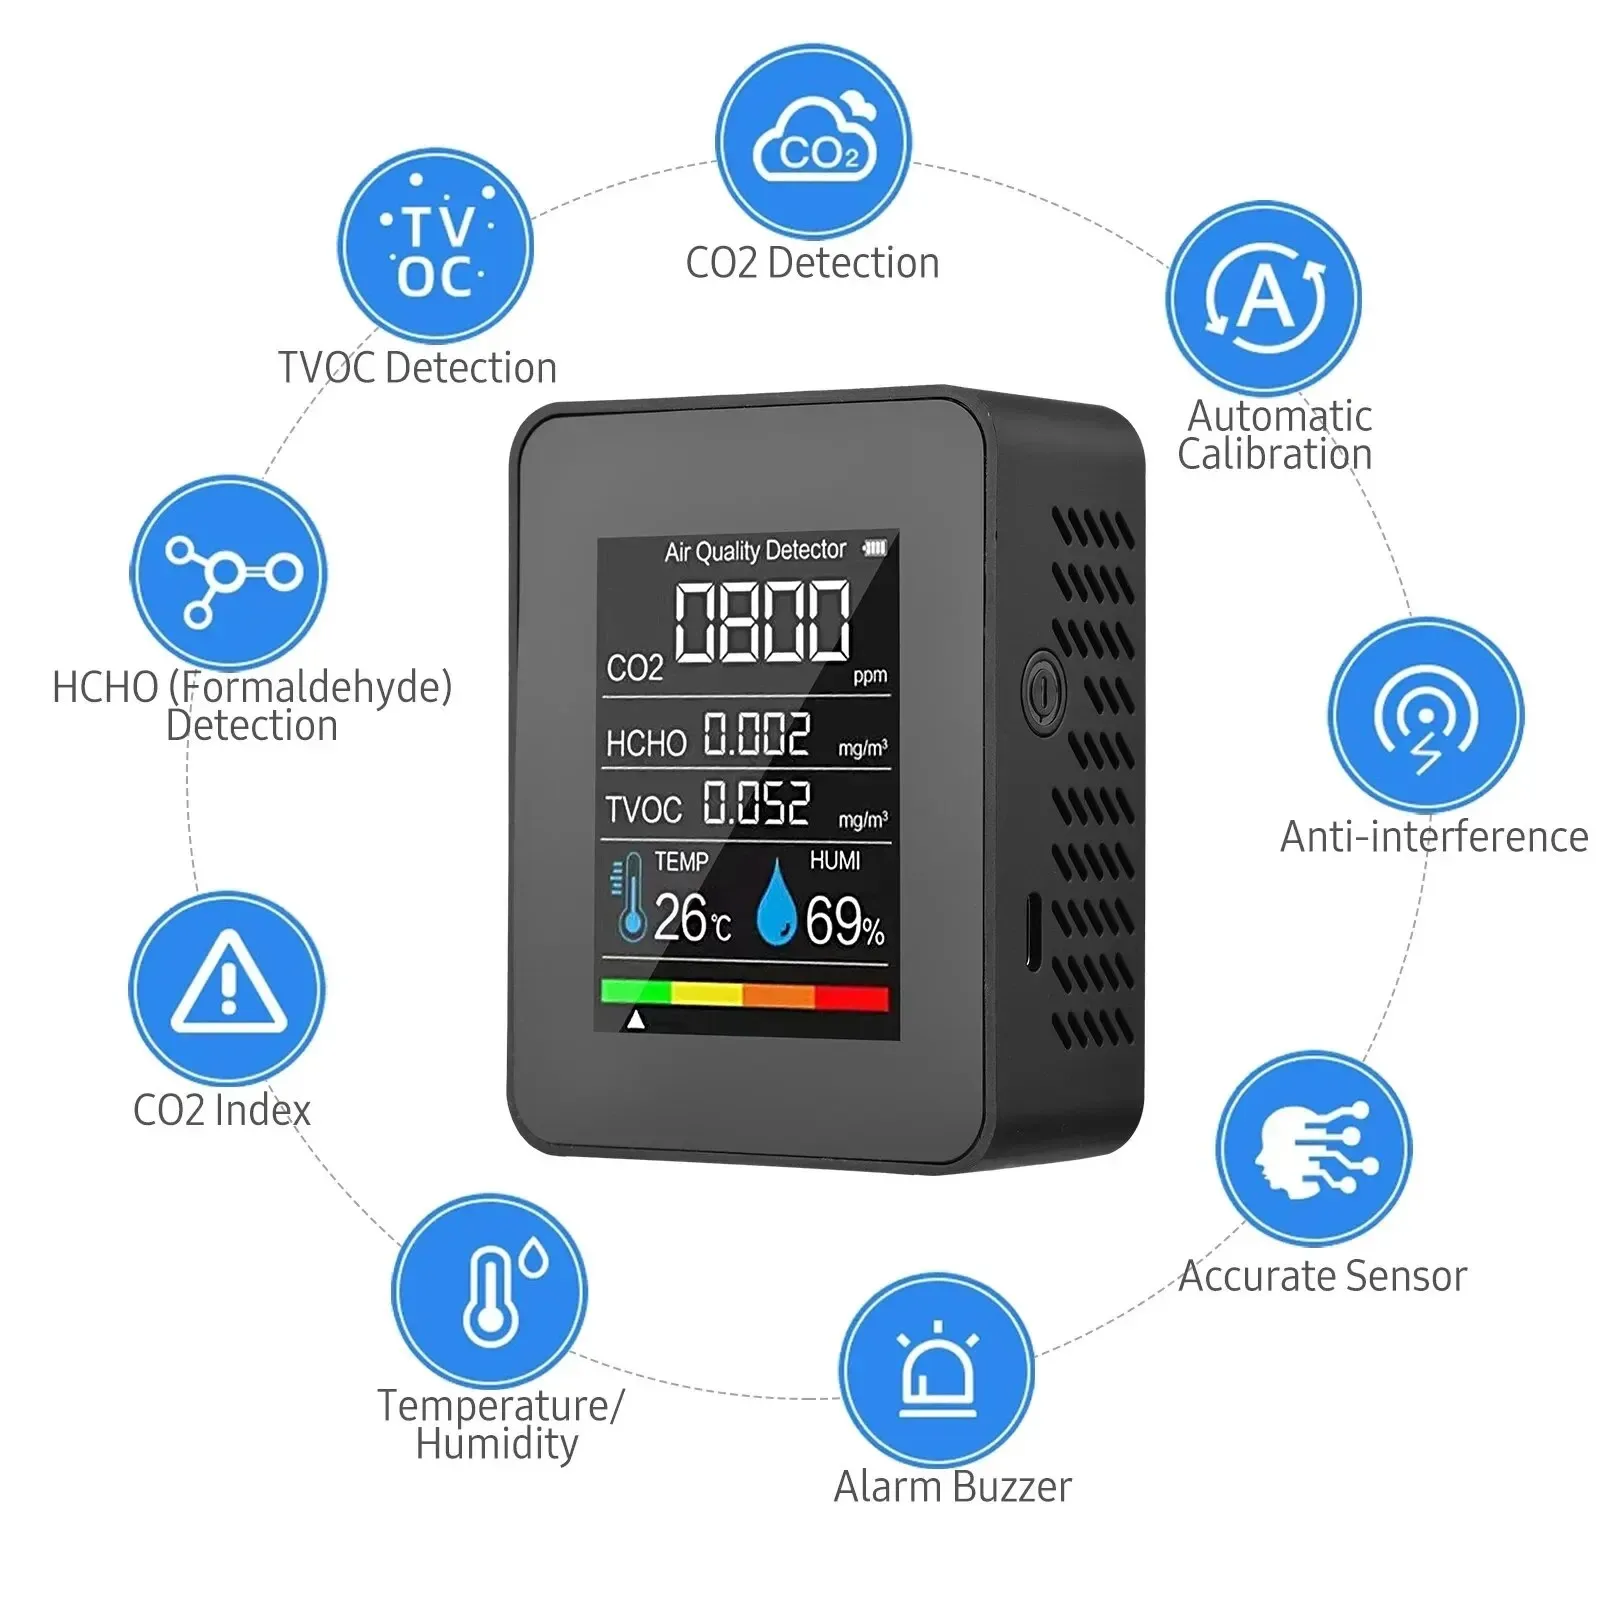 CO2
CO2 Detection
TV
OC
TVOC Detection
A
Automatic
Calibration
HCHO (Formaldehyde)
Detection
Anti-interference
CO2 Index
Accurate Sensor
Temperature/
Humidity
Alarm Buzzer
Air Quality Detector
CO2 0800 ppm
HCHO 0.002 mg/m³
TVOC 0.052 mg/m³
TEMP HUMI
26 °C 69%